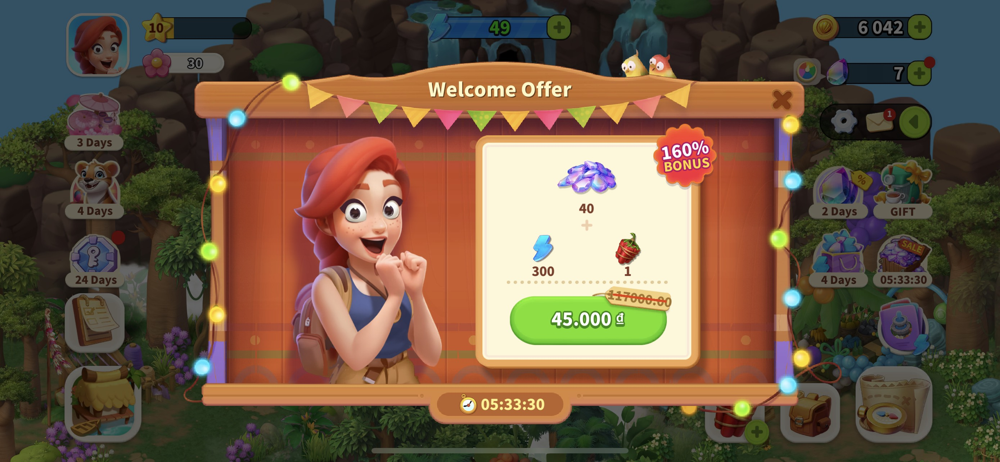 10
49
6 042
30
7
Welcome Offer
1
3 Days
160%
BONUS
4 Days
40
+
2 Days
GIFT
%
SALE
300
1
24 Days
4 Days
05:33:30
117000.00
45.000 ₫
05:33:30